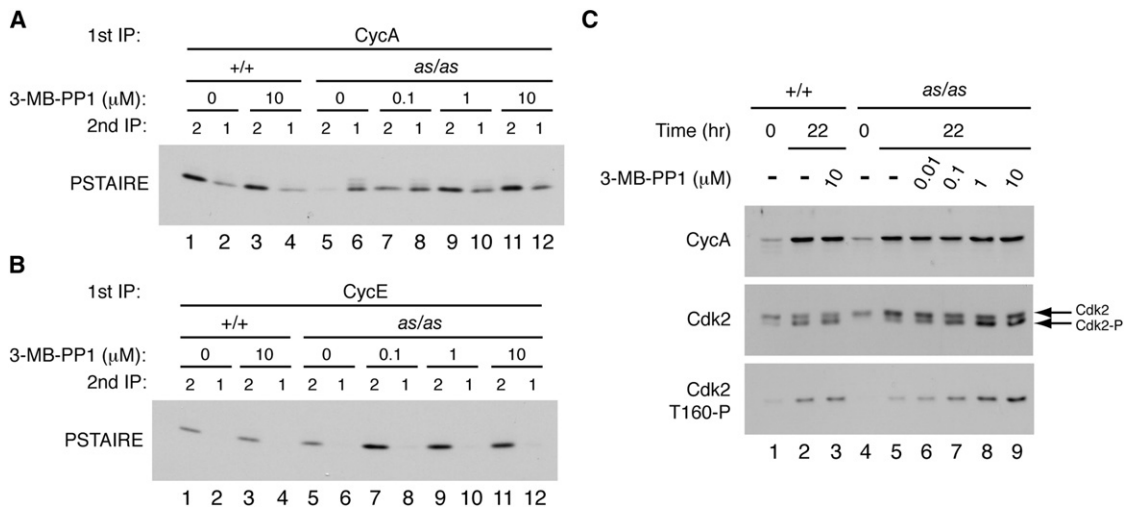 A
1st IP: CycA
+/+ as/as
3-MB-PP1 (μM): 0 10 0 0.1 1 10
2nd IP: 2 1 2 1 2 1 2 1 2 1 2 1
PSTAIRE
1 2 3 4 5 6 7 8 9 10 11 12
B
1st IP: CycE
+/+ as/as
3-MB-PP1 (μM): 0 10 0 0.1 1 10
2nd IP: 2 1 2 1 2 1 2 1 2 1 2 1
PSTAIRE
1 2 3 4 5 6 7 8 9 10 11 12
C
+/+ as/as
Time (hr) 0 22 0 22
3-MB-PP1 (μM) - - 10 - - 0.01 0.1 1 10
CycA
Cdk2 Cdk2
Cdk2-P
Cdk2
T160-P
1 2 3 4 5 6 7 8 9